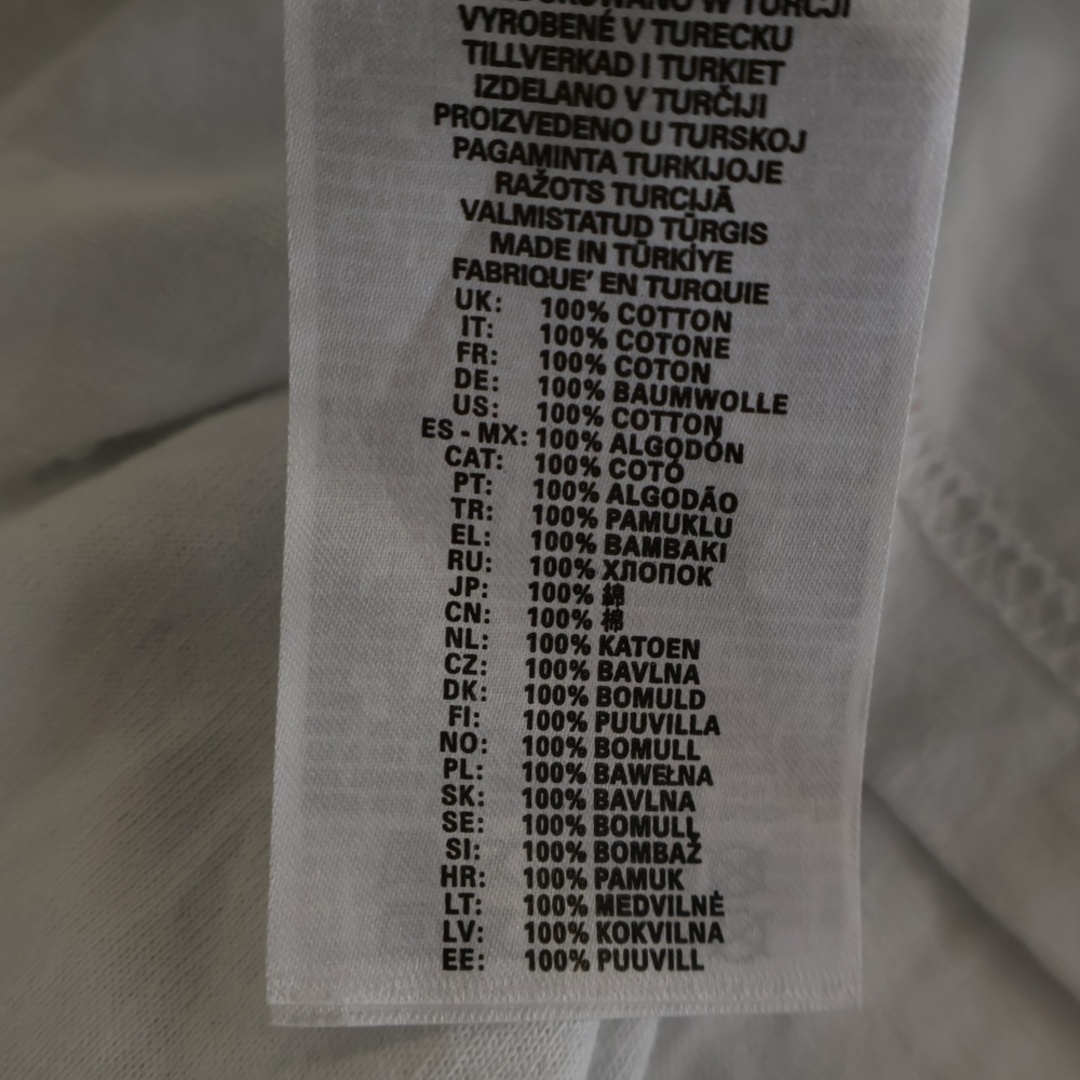 W TURCJI
VYROBENÉ V TURECKU
TILLVERKAD I TURKIET
IZDELANO V TURČIJI
PROIZVEDENO U TURSKOJ
PAGAMINTA TURKIJOJE
RAŽOTS TURCIJĀ
VALMISTATUD TŪRGIS
MADE IN TÜRKİYE
FABRIQUE' EN TURQUIE
UK: 100% COTTON
IT: 100% COTONE
FR: 100% COTON
DE: 100% BAUMWOLLE
US: 100% COTTON
ES - MX: 100% ALGODÓN
CAT: 100% COTÓ
PT: 100% ALGODÃO
TR: 100% PAMUKLU
EL: 100% BAMBAKI
RU: 100% ХЛОПОК
JP: 100% 綿
CN: 100% 棉
NL: 100% KATOEN
CZ: 100% BAVLNA
DK: 100% BOMULD
FI: 100% PUUVILLA
NO: 100% BOMULL
PL: 100% BAWEŁNA
SK: 100% BAVLNA
SE: 100% BOMULL
SI: 100% BOMBAŽ
HR: 100% PAMUK
LT: 100% MEDVILNĖ
LV: 100% KOKVILNA
EE: 100% PUUVILL